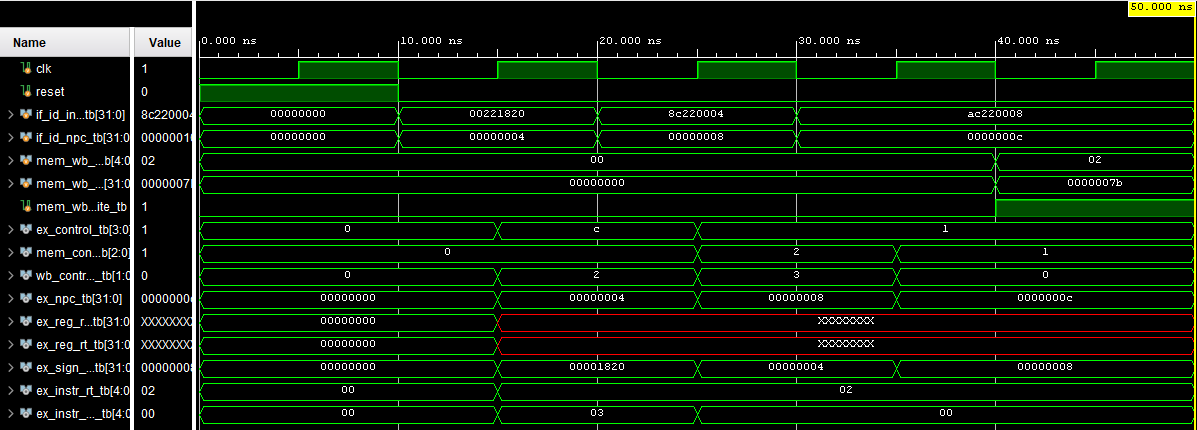 50.000 ns
Name Value 0.000 ns 10.000 ns 20.000 ns 30.000 ns 40.000 ns
clk 1
reset 0
if_id_in...tb[31:0] 8c220004 00000000 00221820 8c220004 ac220008
if_id_npc_tb[31:0 0000001 00000000 00000004 00000008 0000000c
mem_wb_...b[4:0] 02 00 02
mem_wb_...[31:0] 0000007 00000000 0000007b
mem_wb...ite_tb 1
ex_control_tb[3:0] 1 0 c 1
mem_con...b[2:0] 1 0 2 1
wb_contr..._tb[1:0] 0 0 2 3 0
ex_npc_tb[31:0] 0000000 00000000 00000004 00000008 0000000c
ex_reg_r...tb[31:0 XXXXXXX 00000000 XXXXXXXX
ex_reg_rt_tb[31:0 XXXXXXX 00000000 XXXXXXXX
ex_sign_...tb[31:0 00000008 00000000 00001820 00000004 00000008
ex_instr_rt_tb[4:0 02 00 02
ex_instr_..._tb[4:0 00 00 03 00